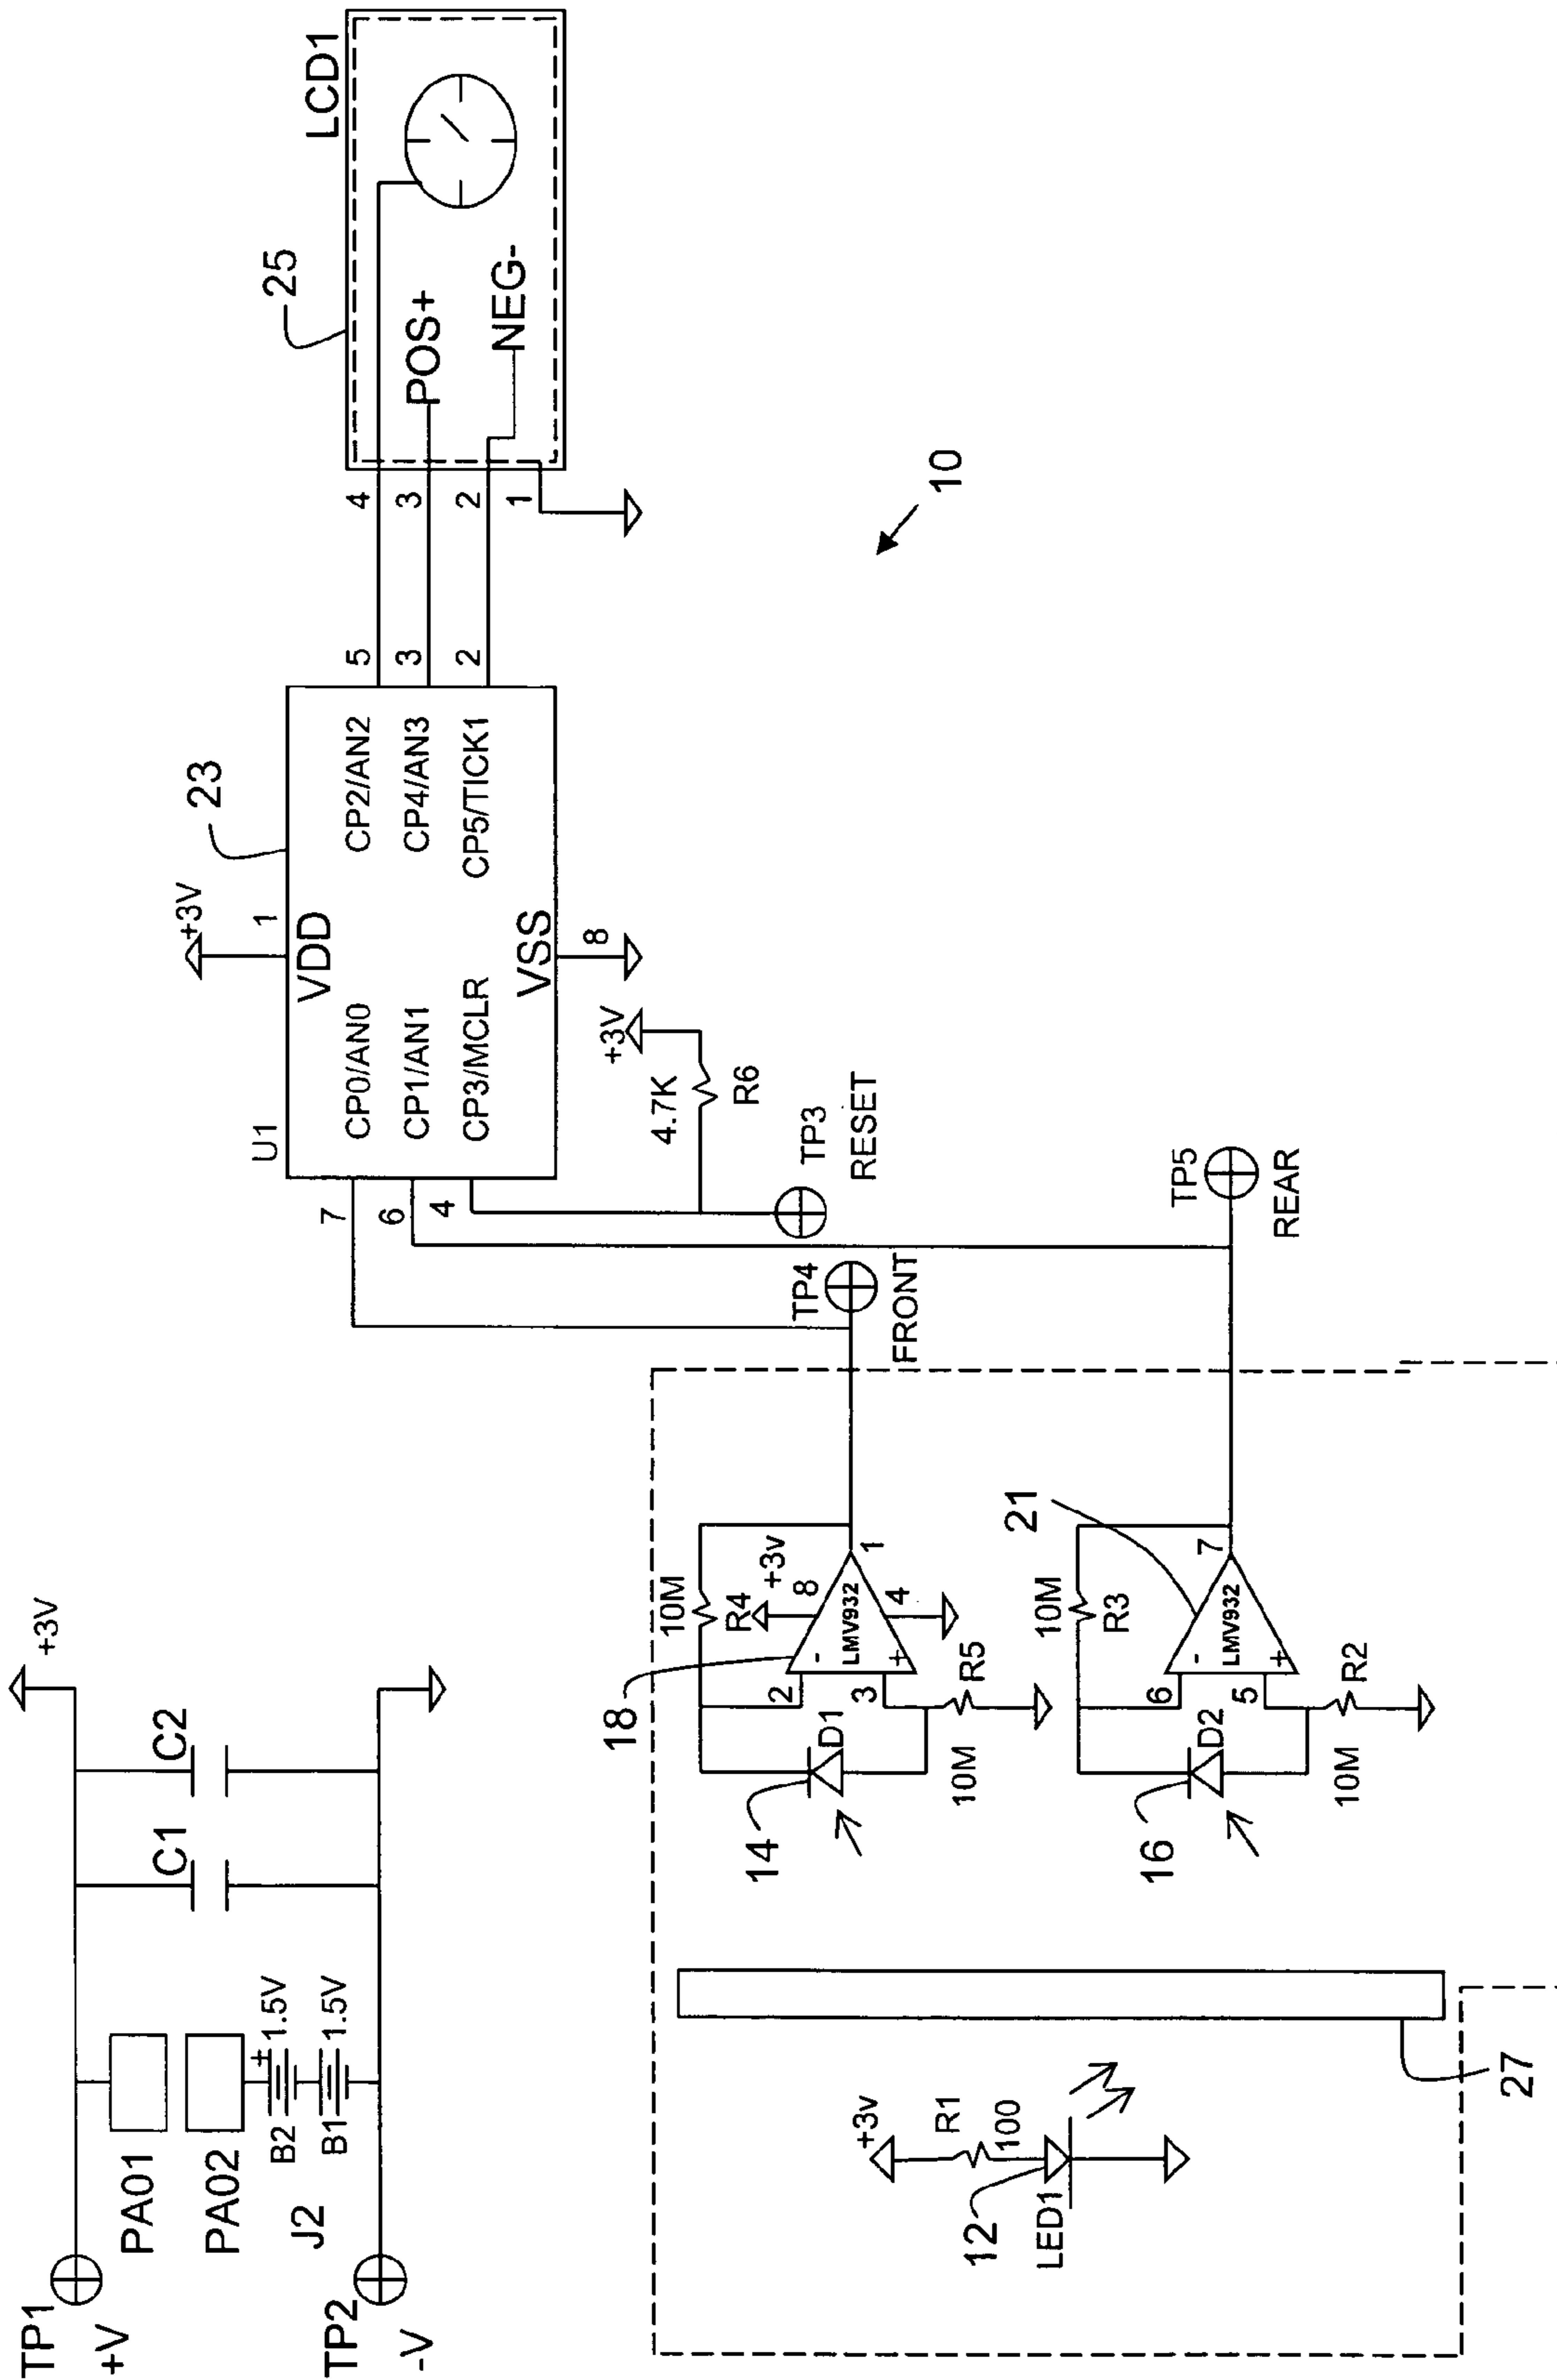 TP1
+V
PA01
PA02
J2
B2
1.5V
+
B1
1.5V
TP2
-V
C1
C2
+3V
U1
23
+3V
1
VDD
CP0/AN0
CP1/AN1
CP3/MCLR
CP2/AN2
CP4/AN3
CP5/TICK1
VSS
8
7
6
4
5
3
2
4
3
2
1
25
LCD1
POS+
NEG-
10
+3V
4.7K
R6
TP3
RESET
TP4
FRONT
TP5
REAR
10M
R4
+3v
8
18
2
3
-
+
LMV932
1
4
14
D1
R5
10M
21
10M
R3
6
5
-
+
LMV932
7
16
D2
R2
10M
+3v
R1
100
12
LED1
27